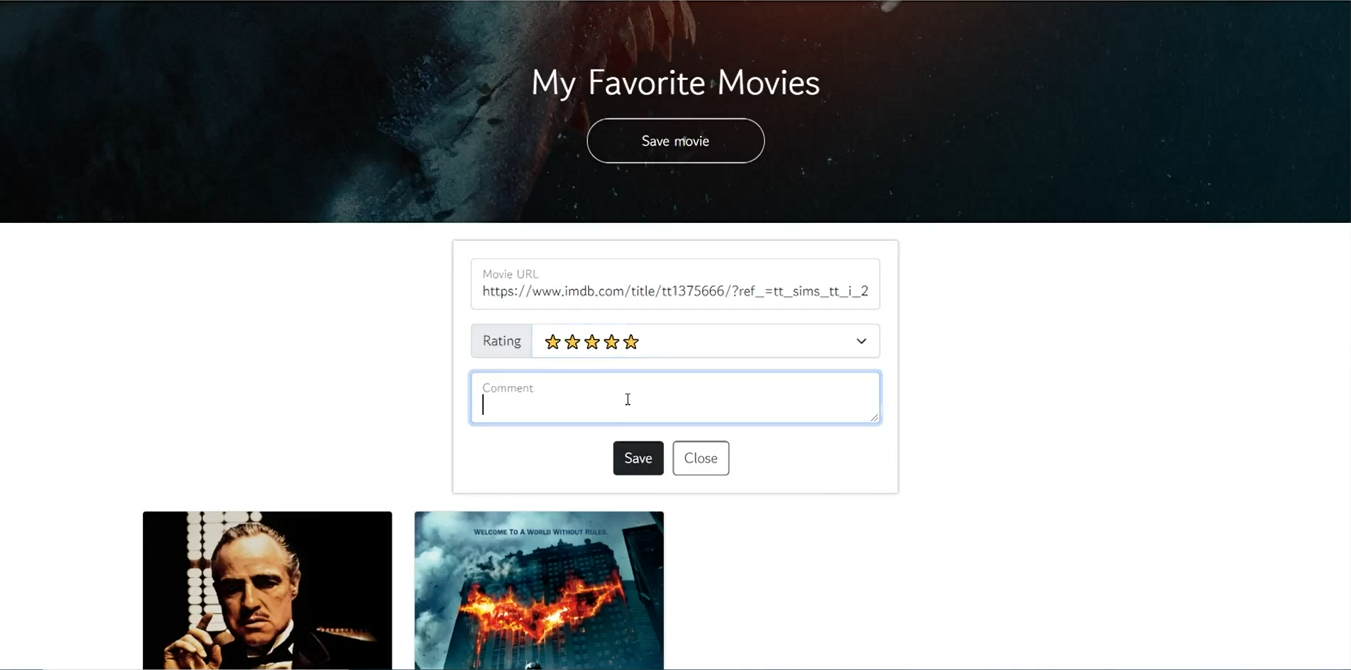 My Favorite Movies
Save movie
Movie URL
https://www.imdb.com/title/tt1375666/?ref_=tt_sims_tt_i_2
Rating
Comment
Save
Close
WELCOME TO A WORLD WITHOUT RULES.